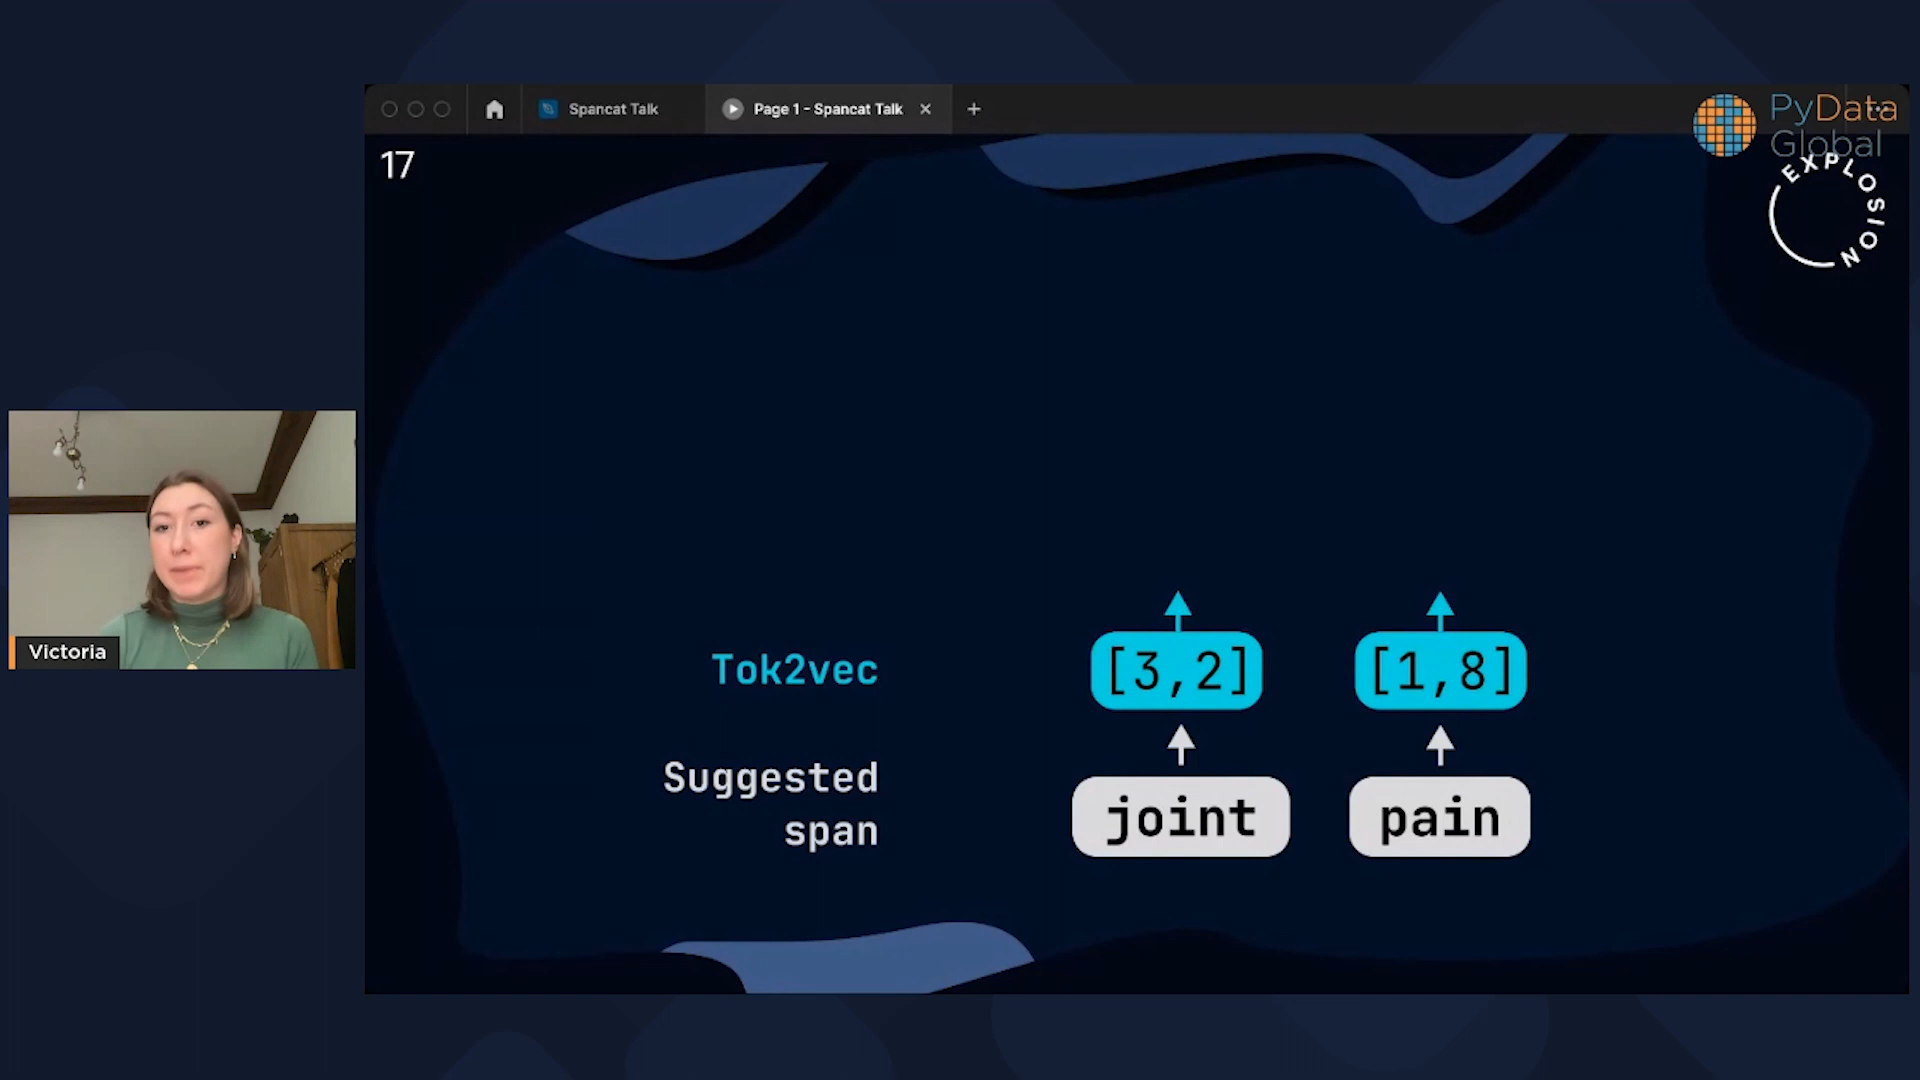 Spancat Talk
Page 1 - Spancat Talk
PyData
Global
17
EXPLOSION
Tok2vec
[3,2]
[1,8]
Suggested
span
joint
pain
Victoria